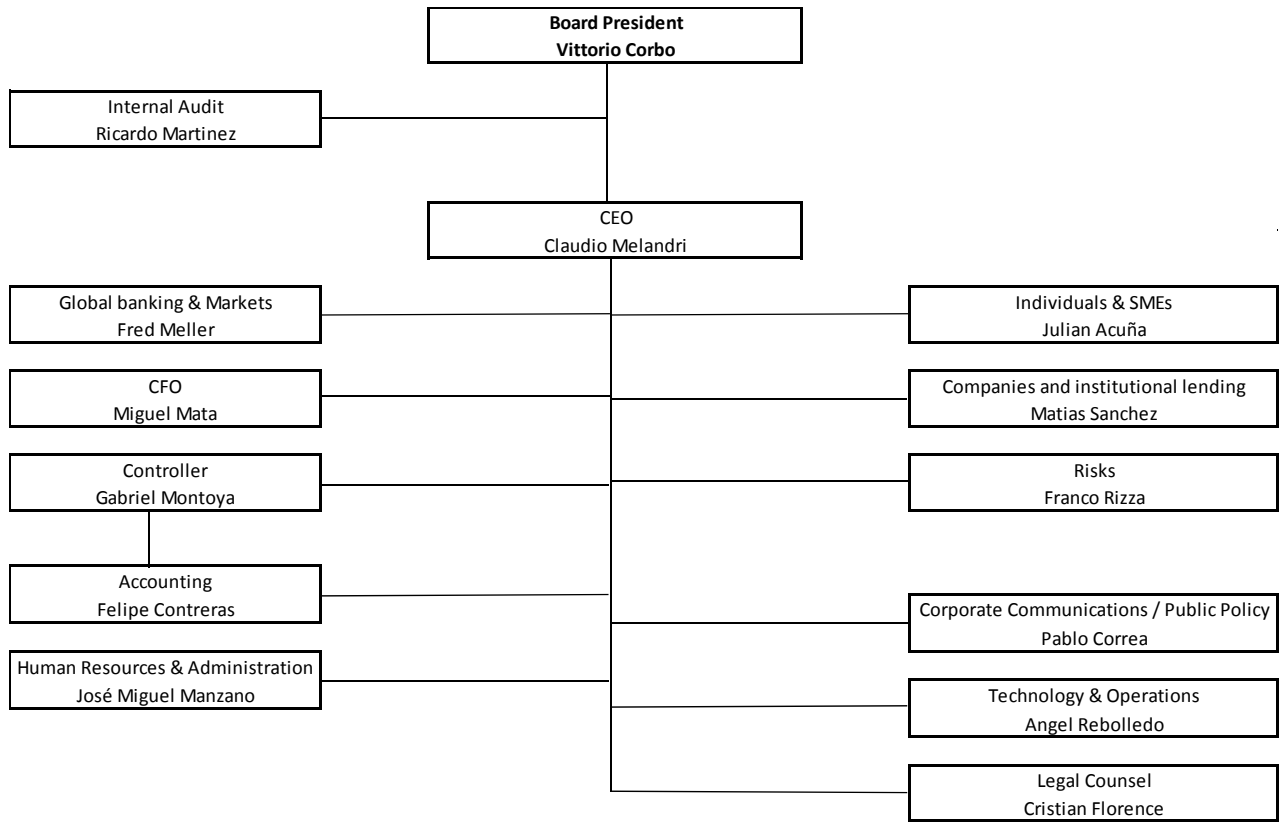 Board President
Vittorio Corbo
Internal Audit
Ricardo Martinez
CEO
Claudio Melandri
Global banking & Markets
Fred Meller
Individuals & SMEs
Julian Acuña
CFO
Miguel Mata
Companies and institutional lending
Matias Sanchez
Controller
Gabriel Montoya
Risks
Franco Rizza
Accounting
Felipe Contreras
Corporate Communications / Public Policy
Pablo Correa
Human Resources & Administration
José Miguel Manzano
Technology & Operations
Angel Rebolledo
Legal Counsel
Cristian Florence